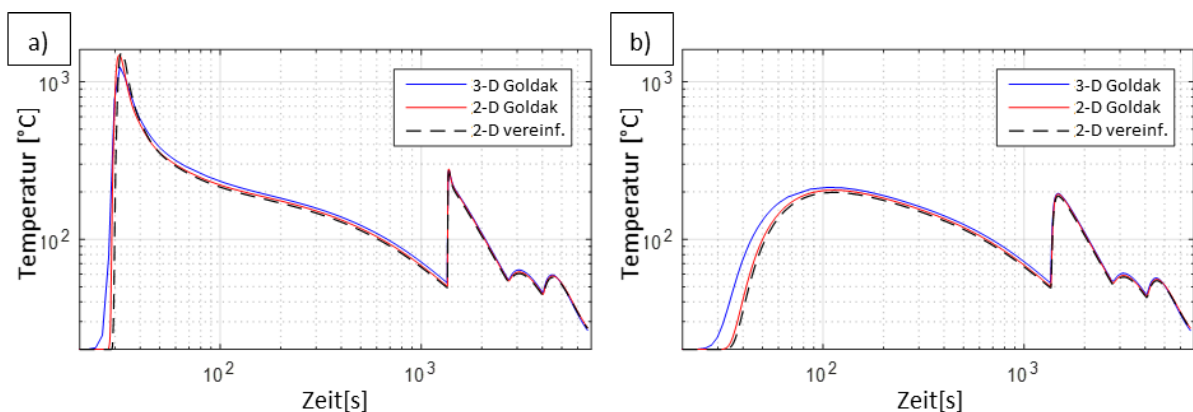 a)
Temperatur [°C]
10³
10²
3-D Goldak
2-D Goldak
2-D vereinf.
10² 10³
Zeit[s]
b)
Temperatur [°C]
10³
10²
3-D Goldak
2-D Goldak
2-D vereinf.
10² 10³
Zeit[s]